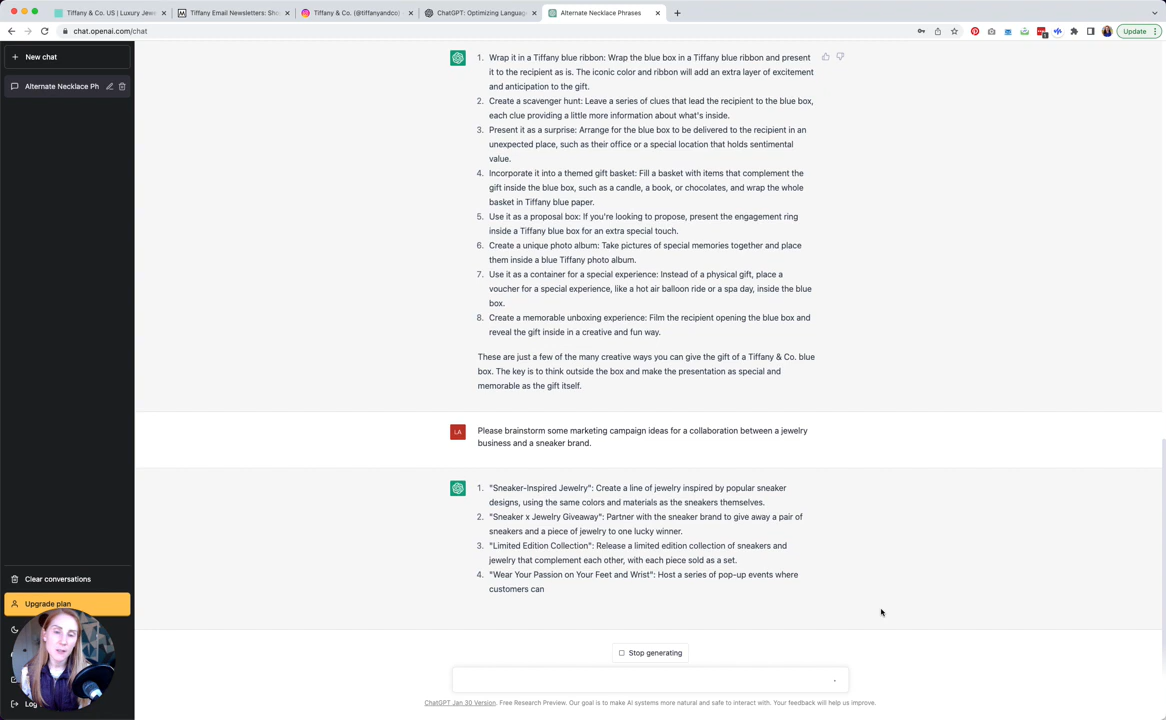 Tiffany & Co. US | Luxury Jewe
Tiffany Email Newsletters: Sho
Tiffany & Co. (@tiffanyandco)
ChatGPT: Optimizing Languag
Alternate Necklace Phrases
chat.openai.com/chat
Update
New chat
Alternate Necklace Ph
1. Wrap it in a Tiffany blue ribbon: Wrap the blue box in a Tiffany blue ribbon and present
it to the recipient as is. The iconic color and ribbon will add an extra layer of excitement
and anticipation to the gift.
2. Create a scavenger hunt: Leave a series of clues that lead the recipient to the blue box,
each clue providing a little more information about what's inside.
3. Present it as a surprise: Arrange for the blue box to be delivered to the recipient in an
unexpected place, such as their office or a special location that holds sentimental
value.
4. Incorporate it into a themed gift basket: Fill a basket with items that complement the
gift inside the blue box, such as a candle, a book, or chocolates, and wrap the whole
basket in Tiffany blue paper.
5. Use it as a proposal box: If you're looking to propose, present the engagement ring
inside a Tiffany blue box for an extra special touch.
6. Create a unique photo album: Take pictures of special memories together and place
them inside a blue Tiffany photo album.
7. Use it as a container for a special experience: Instead of a physical gift, place a
voucher for a special experience, like a hot air balloon ride or a spa day, inside the blue
box.
8. Create a memorable unboxing experience: Film the recipient opening the blue box and
reveal the gift inside in a creative and fun way.
These are just a few of the many creative ways you can give the gift of a Tiffany & Co. blue
box. The key is to think outside the box and make the presentation as special and
memorable as the gift itself.
LA
Please brainstorm some marketing campaign ideas for a collaboration between a jewelry
business and a sneaker brand.
1. "Sneaker-Inspired Jewelry": Create a line of jewelry inspired by popular sneaker
designs, using the same colors and materials as the sneakers themselves.
2. "Sneaker x Jewelry Giveaway": Partner with the sneaker brand to give away a pair of
sneakers and a piece of jewelry to one lucky winner.
3. "Limited Edition Collection": Release a limited edition collection of sneakers and
jewelry that complement each other, with each piece sold as a set.
4. "Wear Your Passion on Your Feet and Wrist": Host a series of pop-up events where
customers can
Clear conversations
Upgrade plan
Log
Stop generating
ChatGPT Jan 30 Version. Free Research Preview. Our goal is to make AI systems more natural and safe to interact with. Your feedback will help us improve.